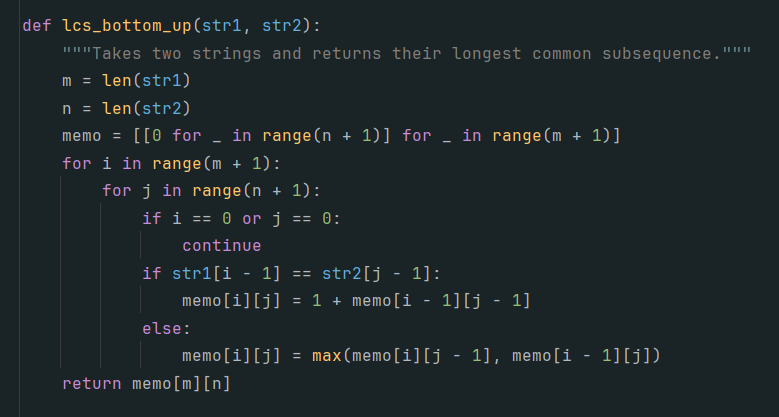 def lcs_bottom_up(str1, str2):
    """Takes two strings and returns their longest common subsequence."""
    m = len(str1)
    n = len(str2)
    memo = [[0 for _ in range(n + 1)] for _ in range(m + 1)]
    for i in range(m + 1):
        for j in range(n + 1):
            if i == 0 or j == 0:
                continue
            if str1[i - 1] == str2[j - 1]:
                memo[i][j] = 1 + memo[i - 1][j - 1]
            else:
                memo[i][j] = max(memo[i][j - 1], memo[i - 1][j])
    return memo[m][n]